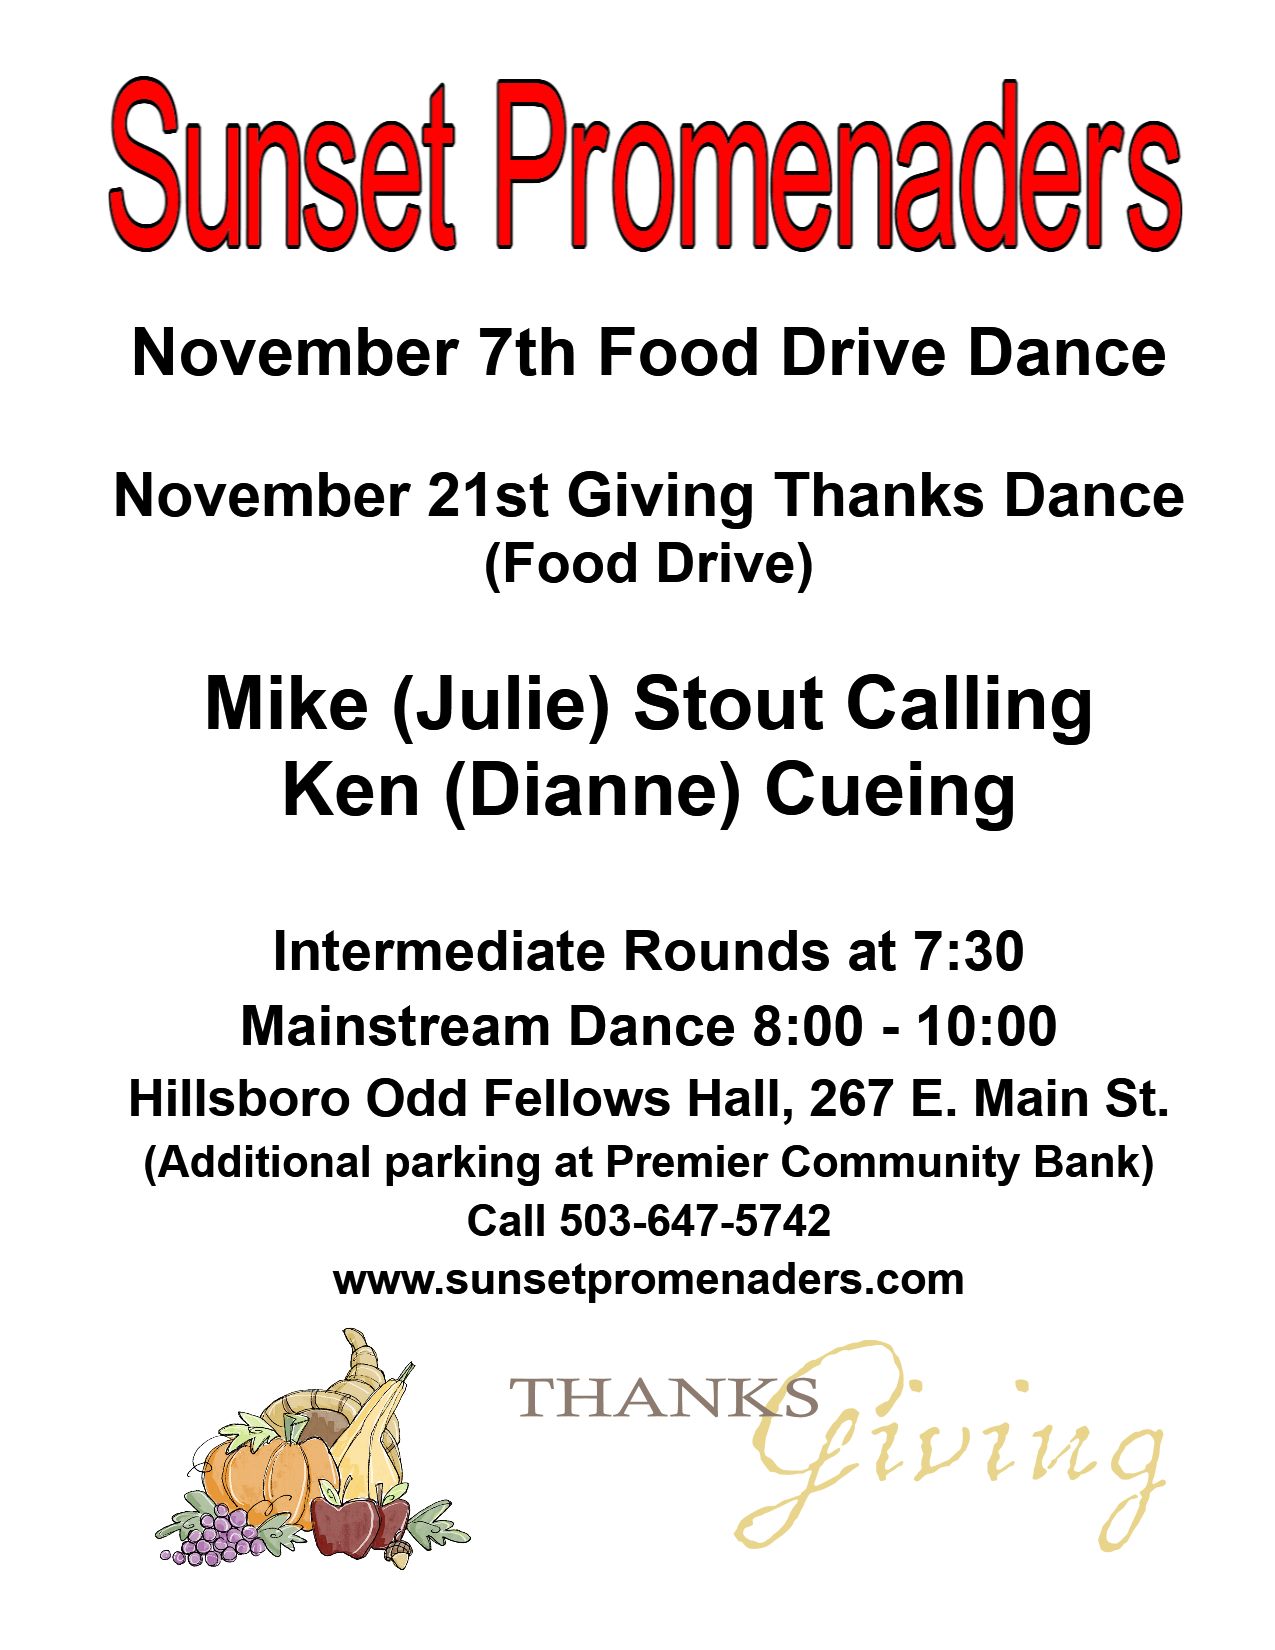 Sunset Promenaders
November 7th Food Drive Dance
November 21st Giving Thanks Dance
(Food Drive)
Mike (Julie) Stout Calling
Ken (Dianne) Cueing
Intermediate Rounds at 7:30
Mainstream Dance 8:00 - 10:00
Hillsboro Odd Fellows Hall, 267 E. Main St.
(Additional parking at Premier Community Bank)
Call 503-647-5742
www.sunsetpromenaders.com
THANKS Giving